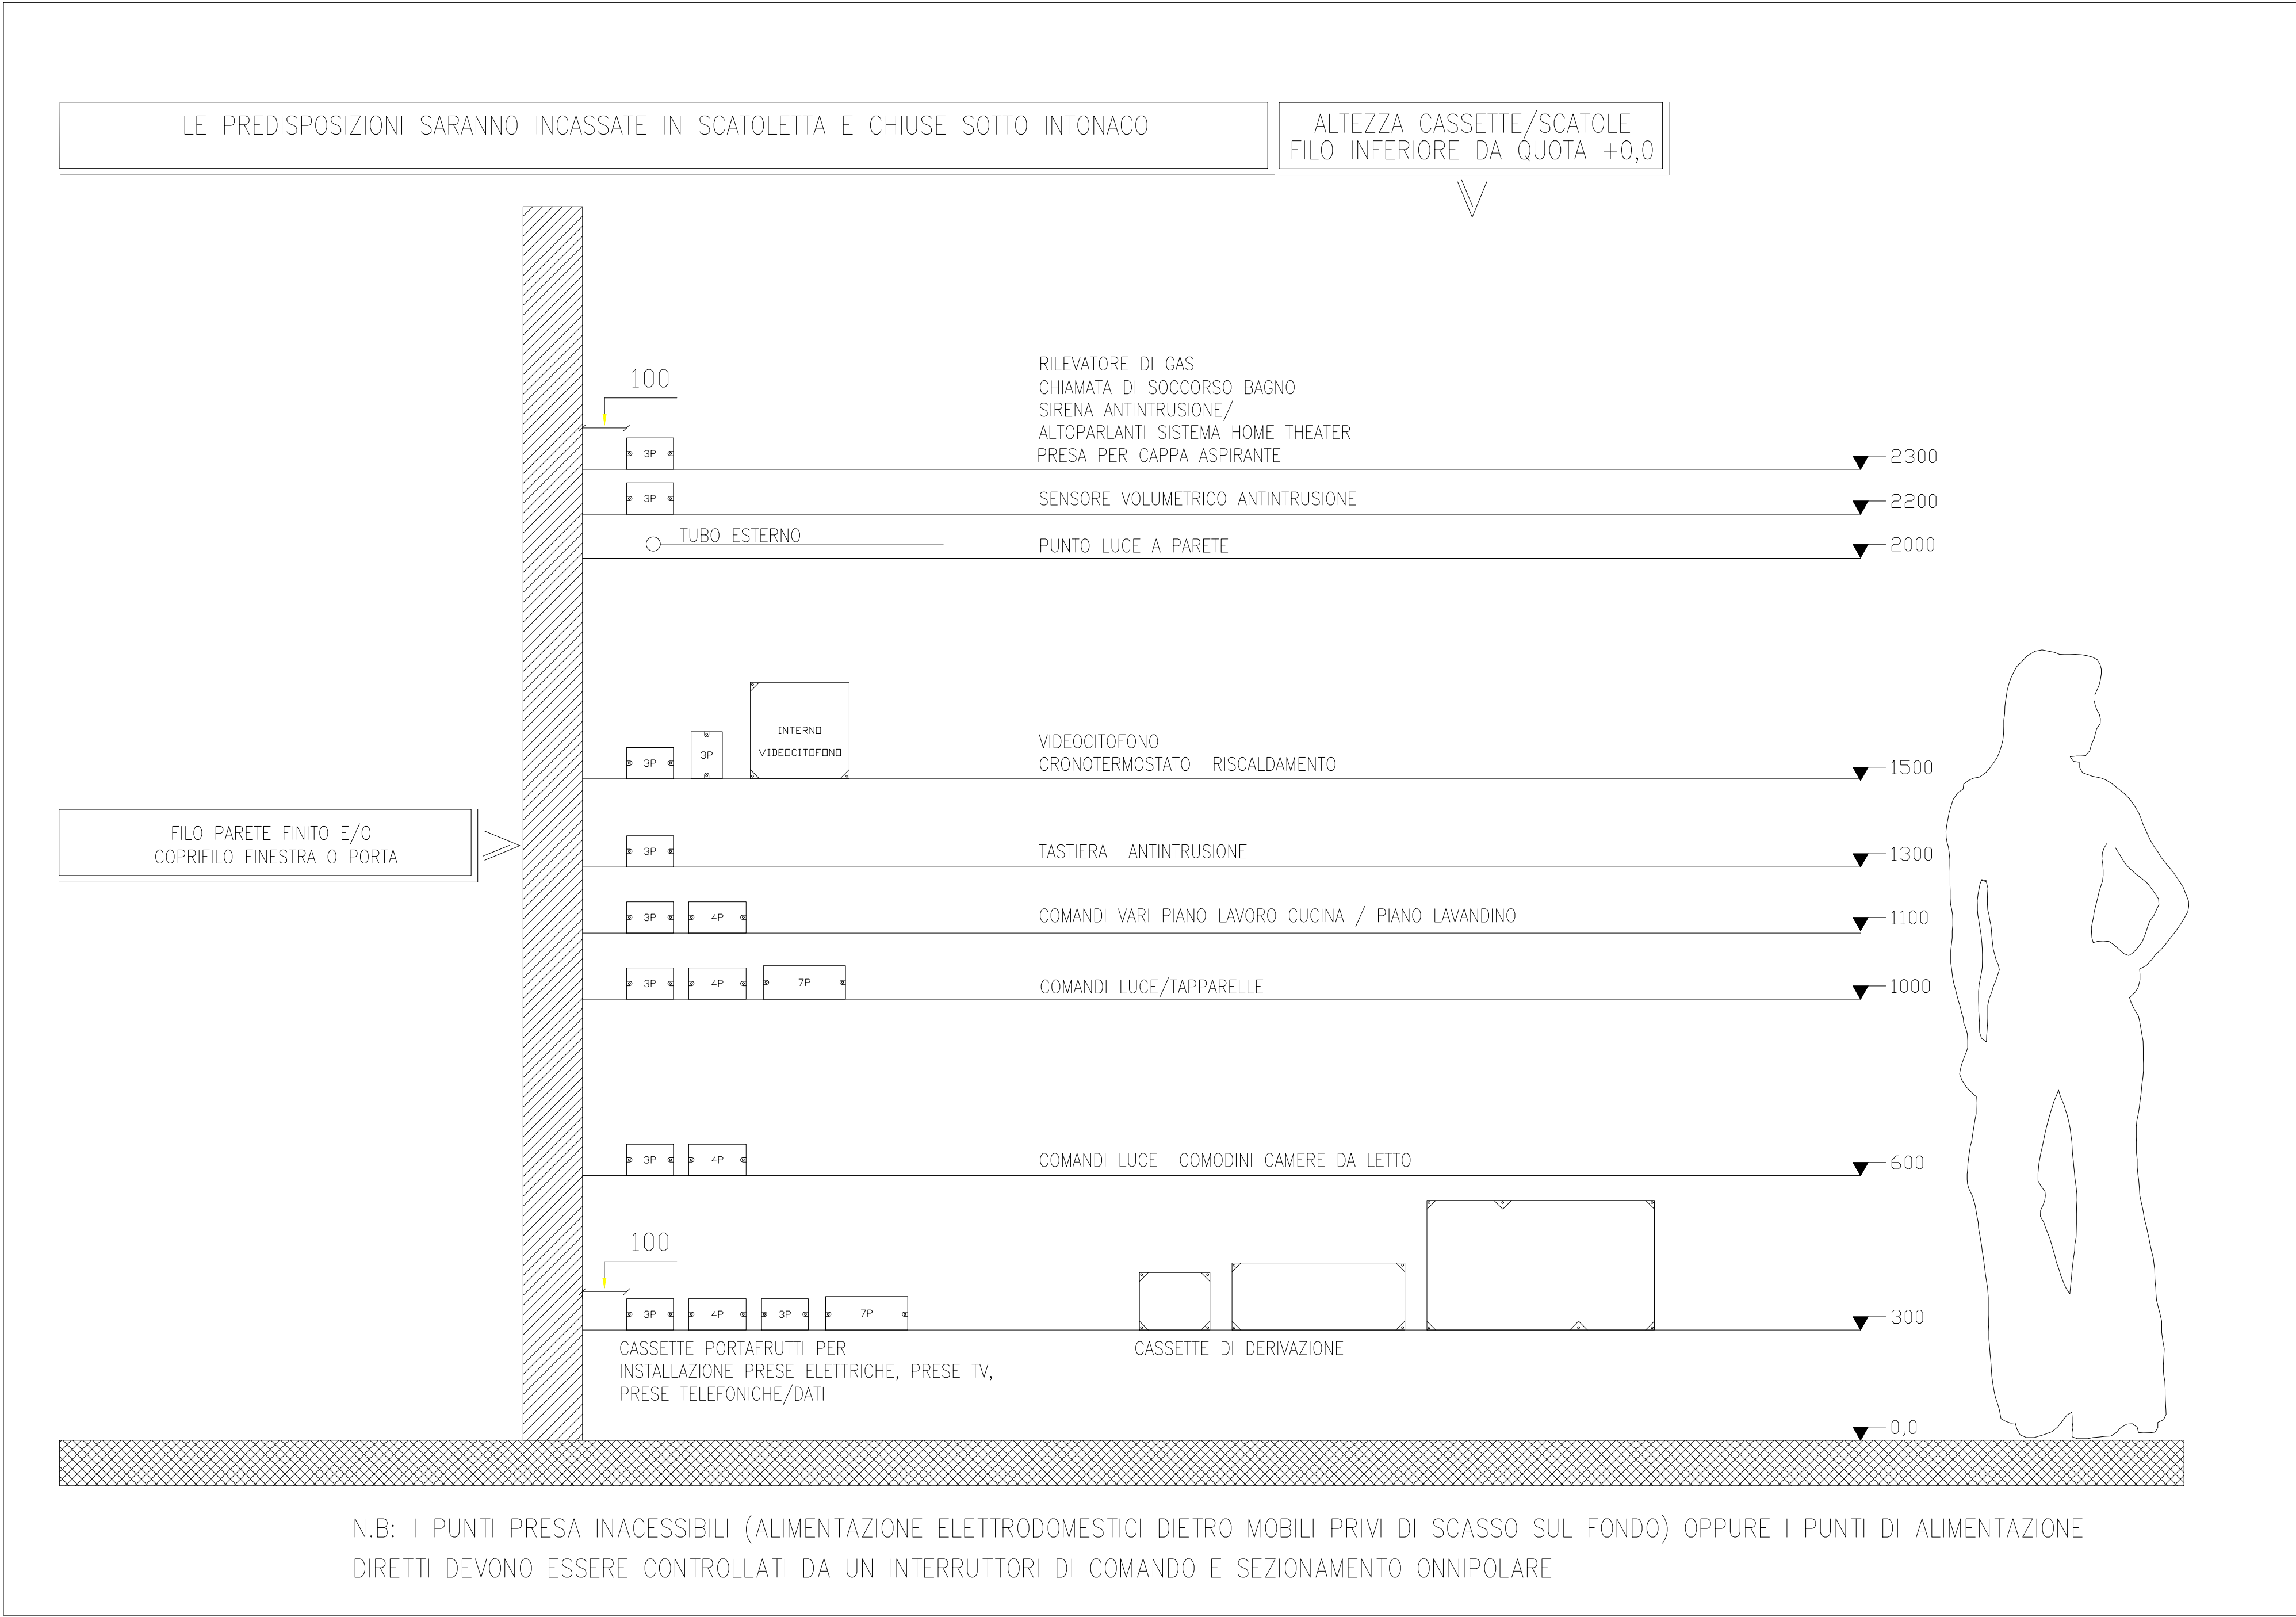 LE PREDISPOSIZIONI SARANNO INCASSATE IN SCATOLETTA E CHIUSE SOTTO INTONACO
ALTEZZA CASSETTE/SCATOLE
FILO INFERIORE DA QUOTA +0,0
100
RILEVATORE DI GAS
CHIAMATA DI SOCCORSO BAGNO
SIRENA ANTINTRUSIONE/
ALTOPARLANTI SISTEMA HOME THEATER
3P
PRESA PER CAPPA ASPIRANTE
2300
3P
SENSORE VOLUMETRICO ANTINTRUSIONE
2200
TUBO ESTERNO
PUNTO LUCE A PARETE
2000
3P
3P
INTERNO
VIDEOCITOFONO
VIDEOCITOFONO
CRONOTERMOSTATO RISCALDAMENTO
1500
FILO PARETE FINITO E/O
COPRIFILO FINESTRA O PORTA
3P
TASTIERA ANTINTRUSIONE
1300
3P
4P
COMANDI VARI PIANO LAVORO CUCINA / PIANO LAVANDINO
1100
3P
4P
7P
COMANDI LUCE/TAPPARELLE
1000
3P
4P
COMANDI LUCE COMODINI CAMERE DA LETTO
600
100
3P
4P
3P
7P
300
CASSETTE PORTAFRUTTI PER
INSTALLAZIONE PRESE ELETTRICHE, PRESE TV,
PRESE TELEFONICHE/DATI
CASSETTE DI DERIVAZIONE
0,0
N.B: I PUNTI PRESA INACESSIBILI (ALIMENTAZIONE ELETTRODOMESTICI DIETRO MOBILI PRIVI DI SCASSO SUL FONDO) OPPURE I PUNTI DI ALIMENTAZIONE
DIRETTI DEVONO ESSERE CONTROLLATI DA UN INTERRUTTORI DI COMANDO E SEZIONAMENTO ONNIPOLARE